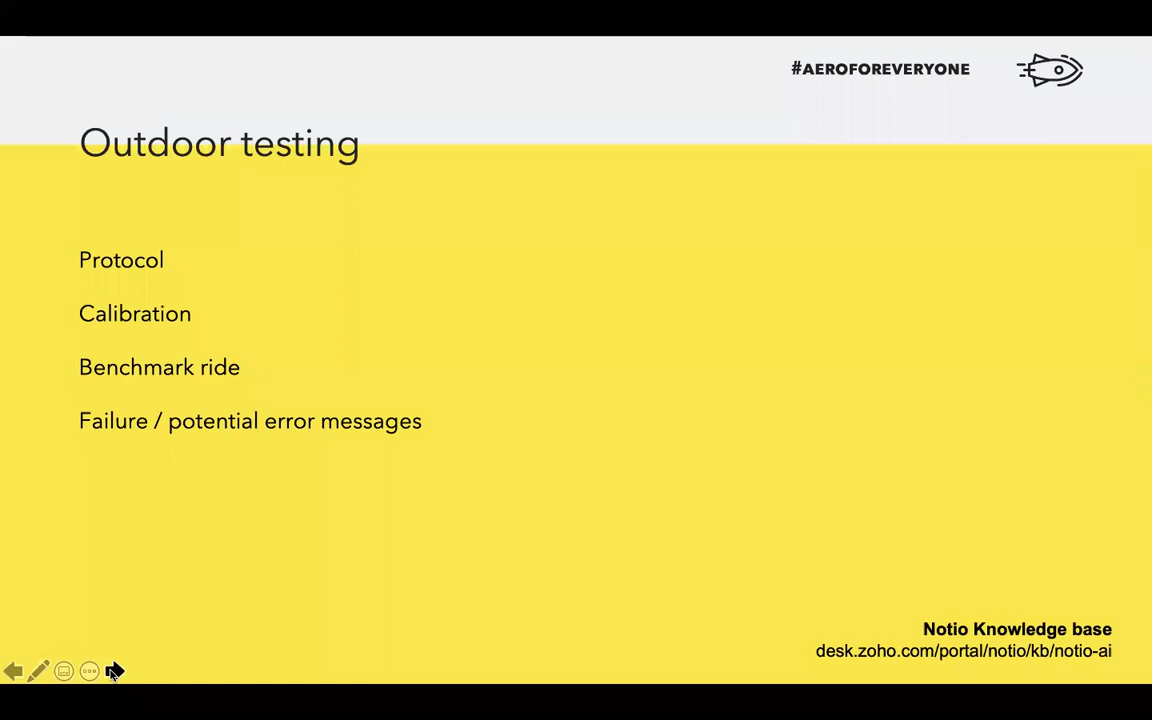 #AEROFOREVERYONE
Outdoor testing
Protocol
Calibration
Benchmark ride
Failure / potential error messages
Notio Knowledge base
desk.zoho.com/portal/notio/kb/notio-ai